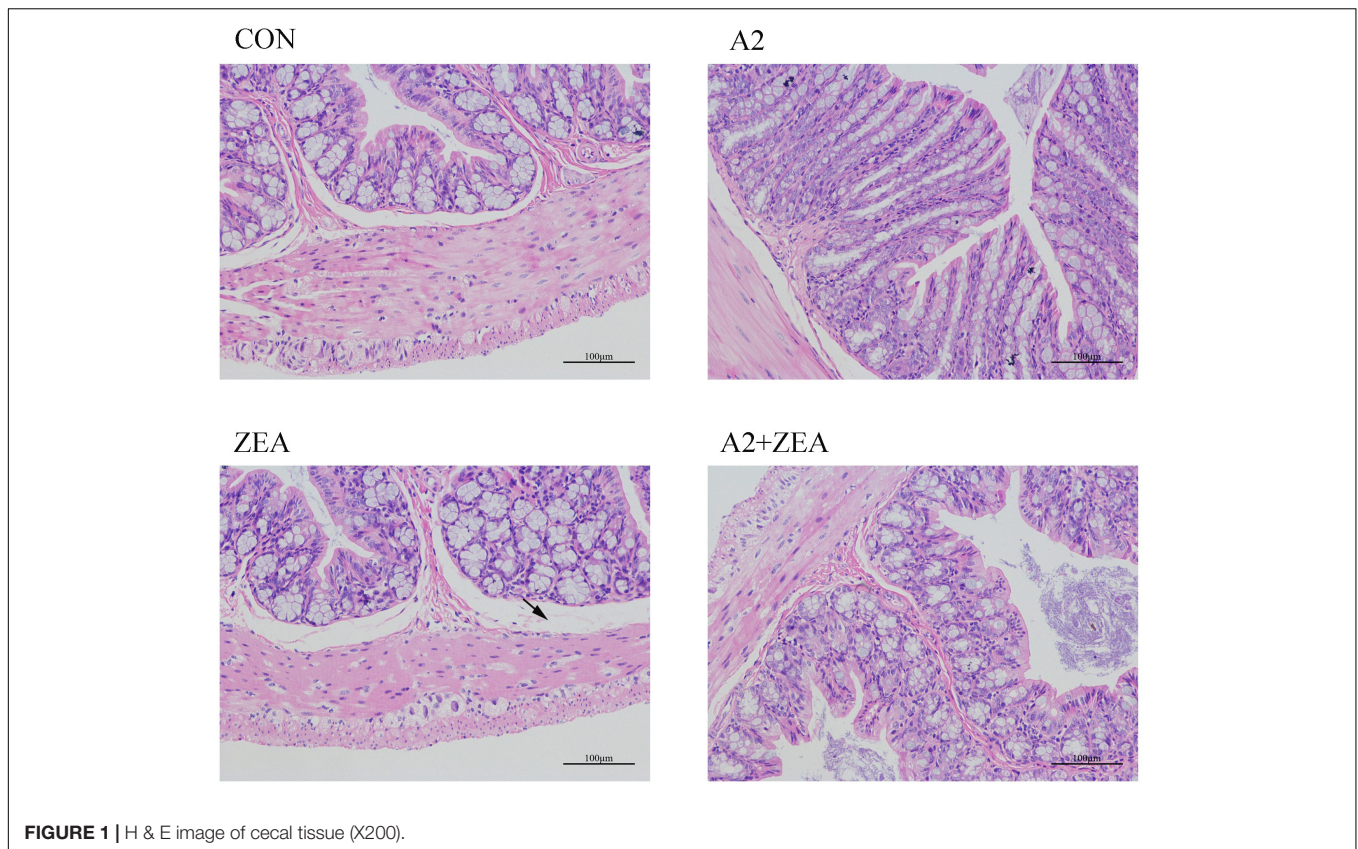 CON
A2
100μm
100μm
ZEA
A2+ZEA
100μm
100μm
FIGURE 1 | H & E image of cecal tissue (X200).